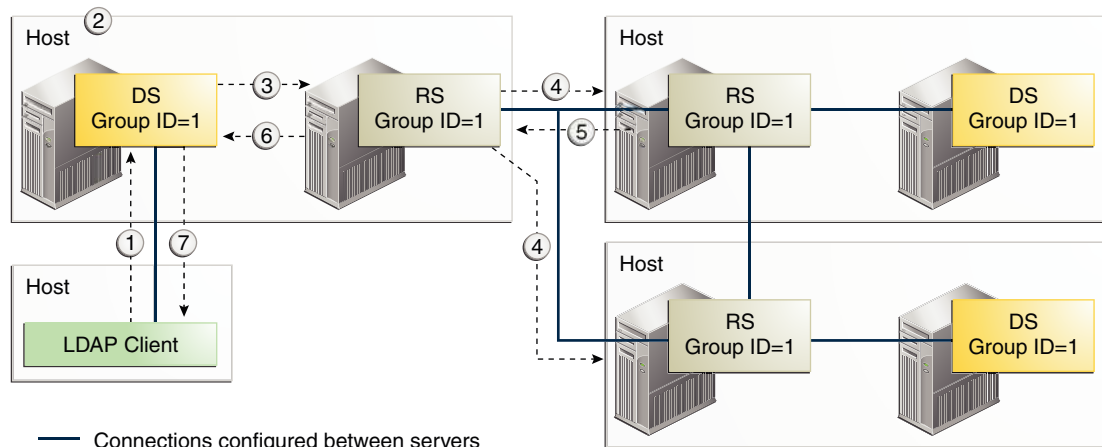 Host
2
DS
Group ID=1
3
6
RS
Group ID=1
4
5
4
1
7
Host
LDAP Client
Host
RS
Group ID=1
DS
Group ID=1
Host
RS
Group ID=1
DS
Group ID=1
Connections configured between servers